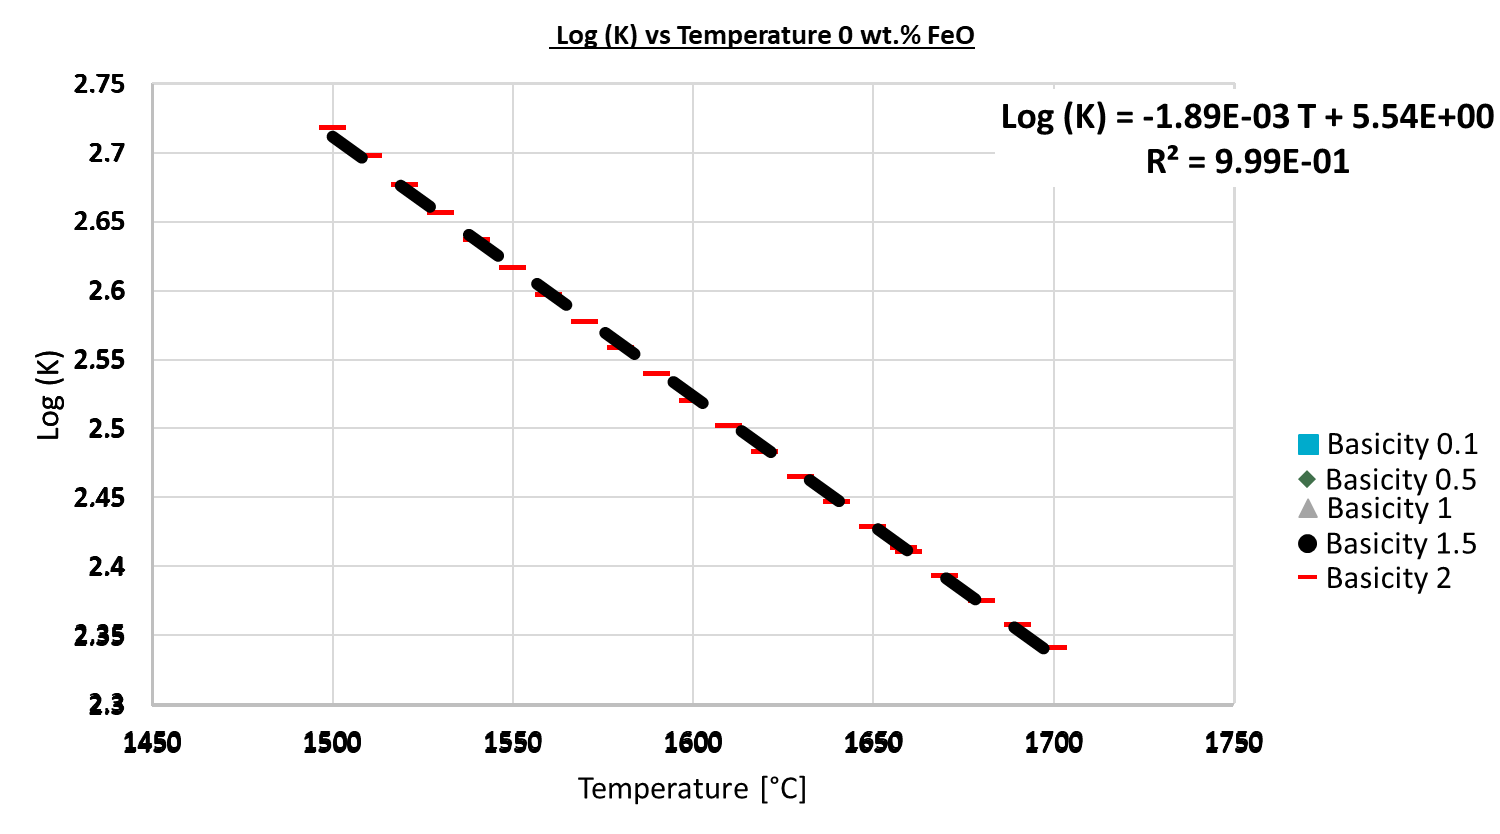 Log (K) vs Temperature 0 wt.% FeO
Log (K) = -1.89E-03 T + 5.54E+00
R² = 9.99E-01
2.75
2.7
2.65
2.6
2.55
2.5
2.45
2.4
2.35
2.3
Log (K)
1450 1500 1550 1600 1650 1700 1750
Temperature [°C]
Basicity 0.1
Basicity 0.5
Basicity 1
Basicity 1.5
Basicity 2